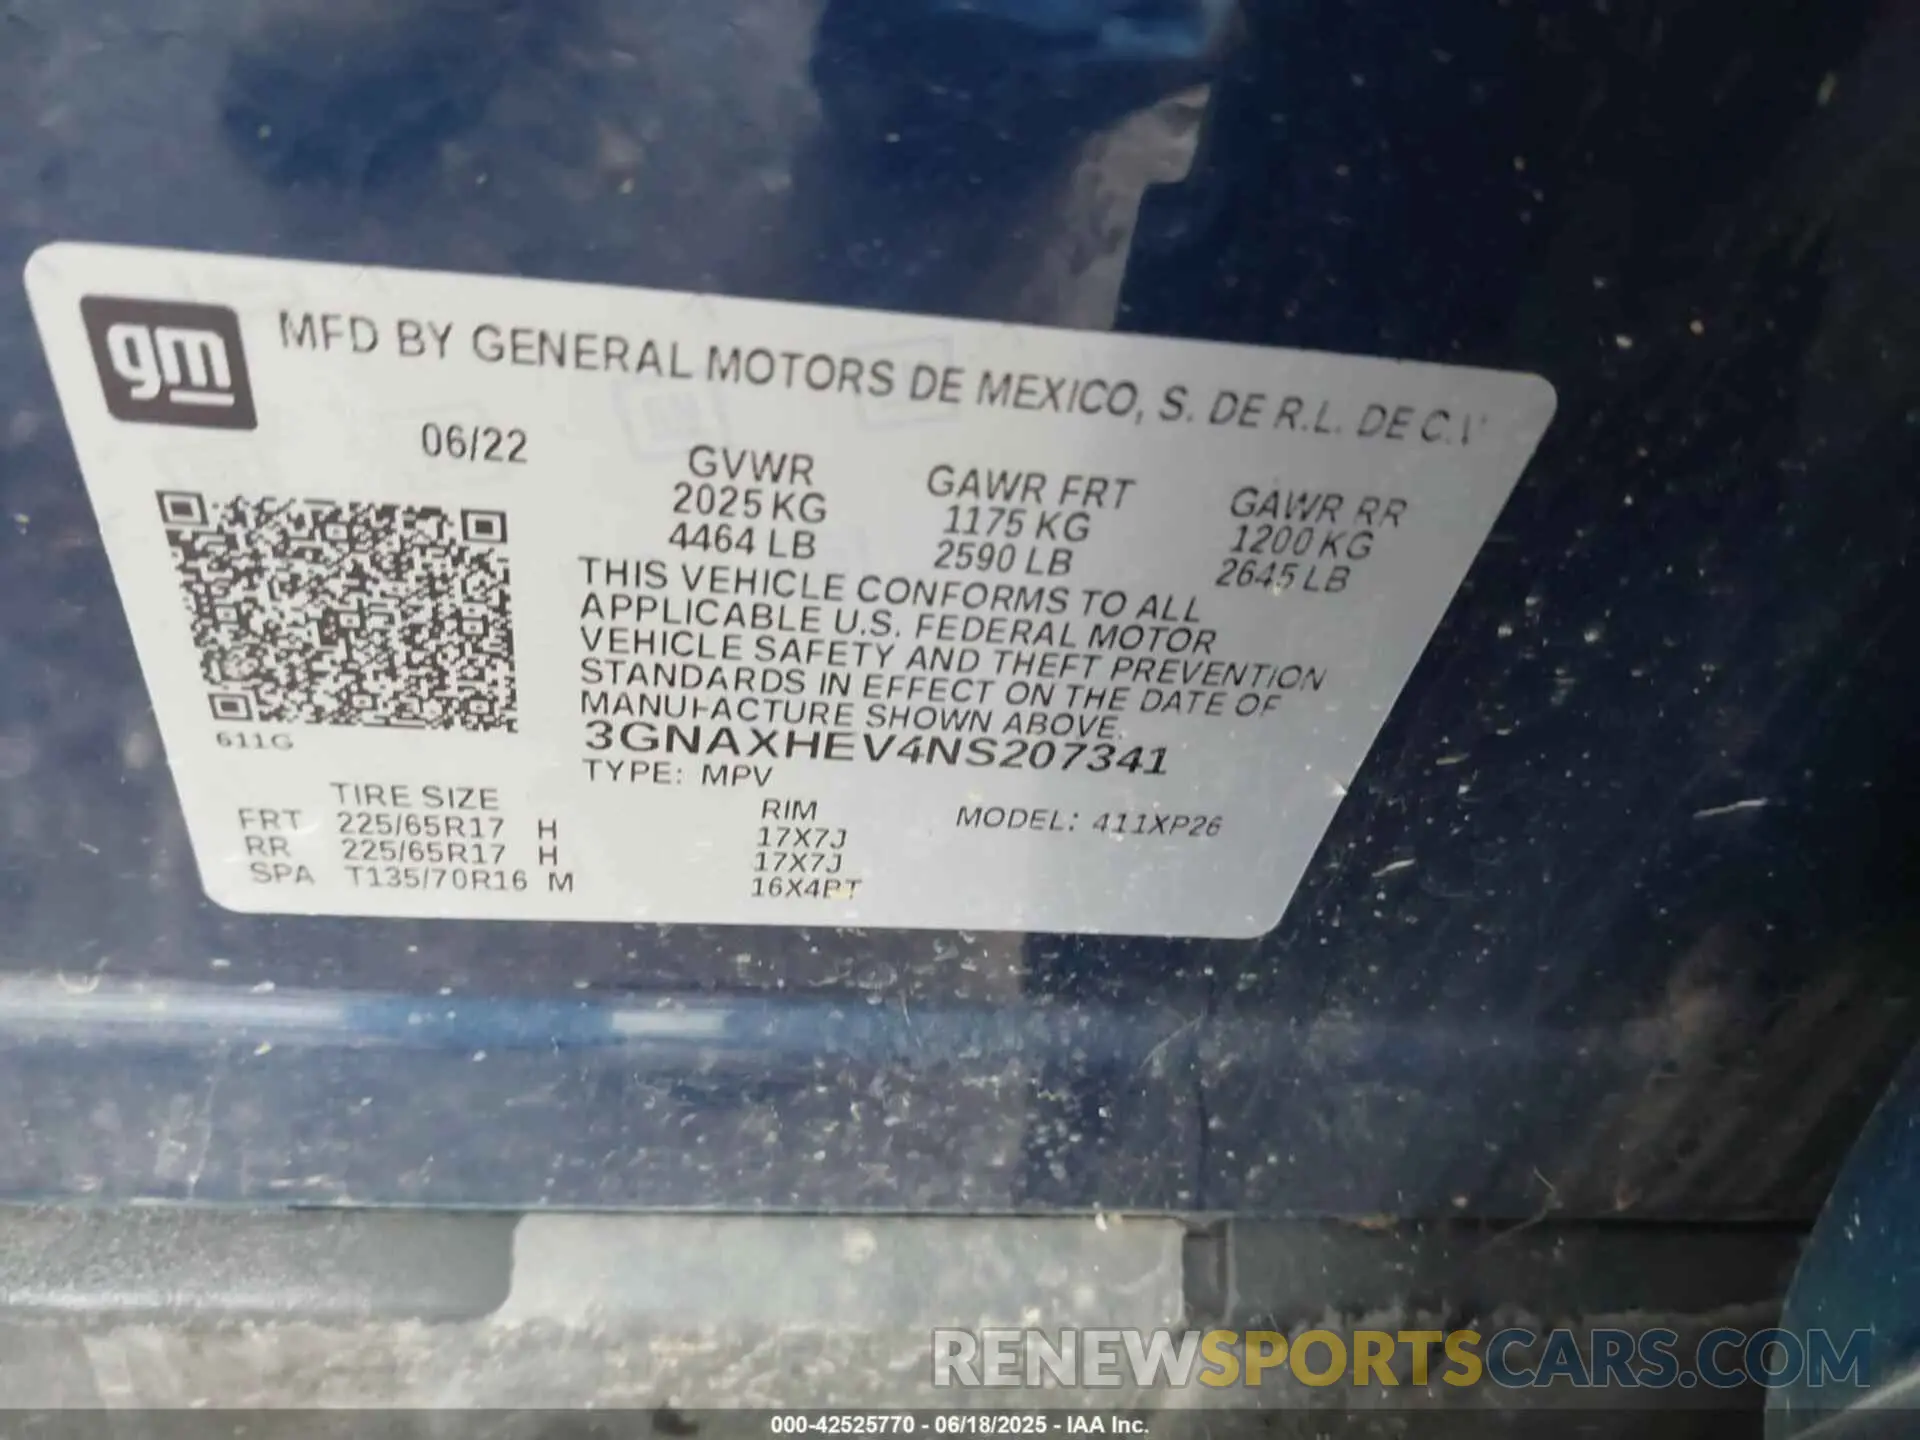 gm
MFD BY GENERAL MOTORS DE MEXICO, S. DE R.L. DE C.V
06/22
GVWR GAWR FRT GAWR RR
2025 KG 1175 KG 1200 KG
4464 LB 2590 LB 2645 LB
THIS VEHICLE CONFORMS TO ALL
APPLICABLE U.S. FEDERAL MOTOR
VEHICLE SAFETY AND THEFT PREVENTION
STANDARDS IN EFFECT ON THE DATE OF
MANUFACTURE SHOWN ABOVE.
611G
3GNAXHEV4NS207341
TYPE: MPV
TIRE SIZE RIM MODEL: 411XP26
FRT 225/65R17 H 17X7J
RR 225/65R17 H 17X7J
SPA T135/70R16 M 16X4BT
RENEWSPORTSCARS.COM
000-42525770 - 06/18/2025 - IAA Inc.